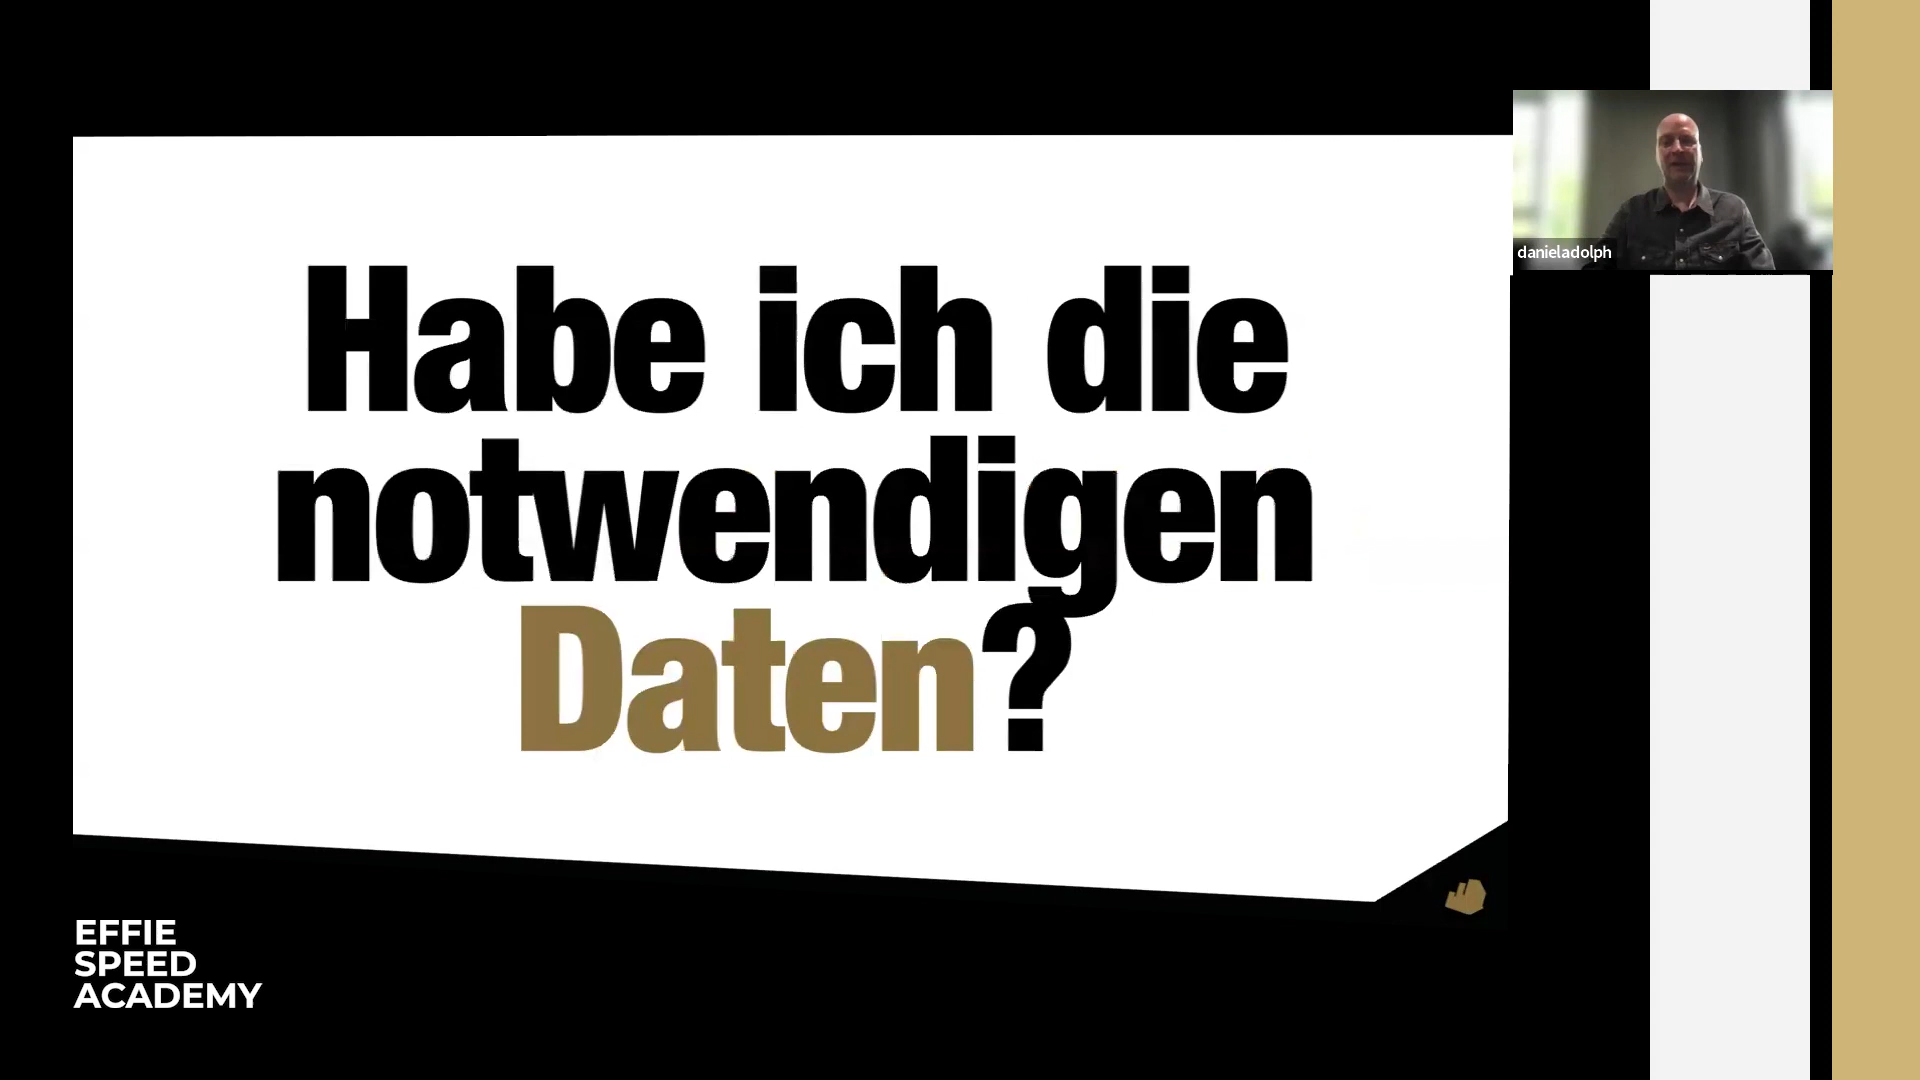 Habe ich die
notwendigen
Daten?
danieladolph
EFFIE
SPEED
ACADEMY